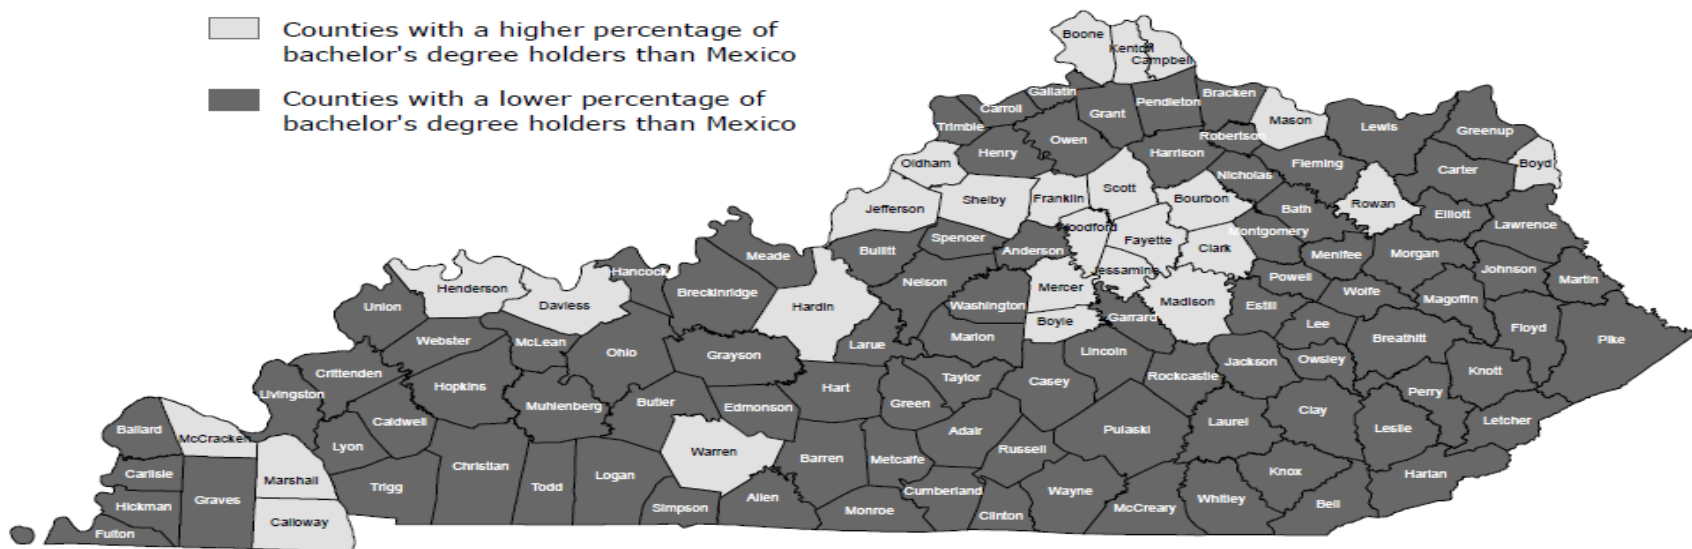 Counties with a higher percentage of
bachelor's degree holders than Mexico
Counties with a lower percentage of
bachelor's degree holders than Mexico
Boone
Kenton
Campbell
Gallatin
Carroll
Trimble
Grant
Pendleton
Bracken
Mason
Lewis
Greenup
Owen
Robertson
Oldham
Henry
Harrison
Fleming
Carter
Boyd
Nicholas
Jefferson
Shelby
Franklin
Scott
Bourbon
Bath
Rowan
Elliott
Lawrence
Woodford
Fayette
Clark
Montgomery
Menifee
Morgan
Bullitt
Spencer
Anderson
Jessamine
Johnson
Martin
Meade
Hancock
Breckinridge
Nelson
Mercer
Madison
Powell
Wolfe
Magoffin
Henderson
Daviess
Hardin
Washington
Boyle
Garrard
Estill
Lee
Floyd
Pike
Union
Webster
McLean
Ohio
Grayson
Larue
Marion
Lincoln
Rockcastle
Jackson
Owsley
Breathitt
Knott
Crittenden
Hopkins
Hart
Taylor
Casey
Perry
Livingston
Caldwell
Muhlenberg
Butler
Edmonson
Green
Pulaski
Laurel
Clay
Leslie
Letcher
Ballard
McCracken
Lyon
Warren
Adair
Russell
Carlisle
Marshall
Christian
Logan
Barren
Metcalfe
Knox
Harlan
Hickman
Graves
Trigg
Todd
Simpson
Allen
Monroe
Cumberland
Clinton
Wayne
McCreary
Whitley
Bell
Fulton
Calloway